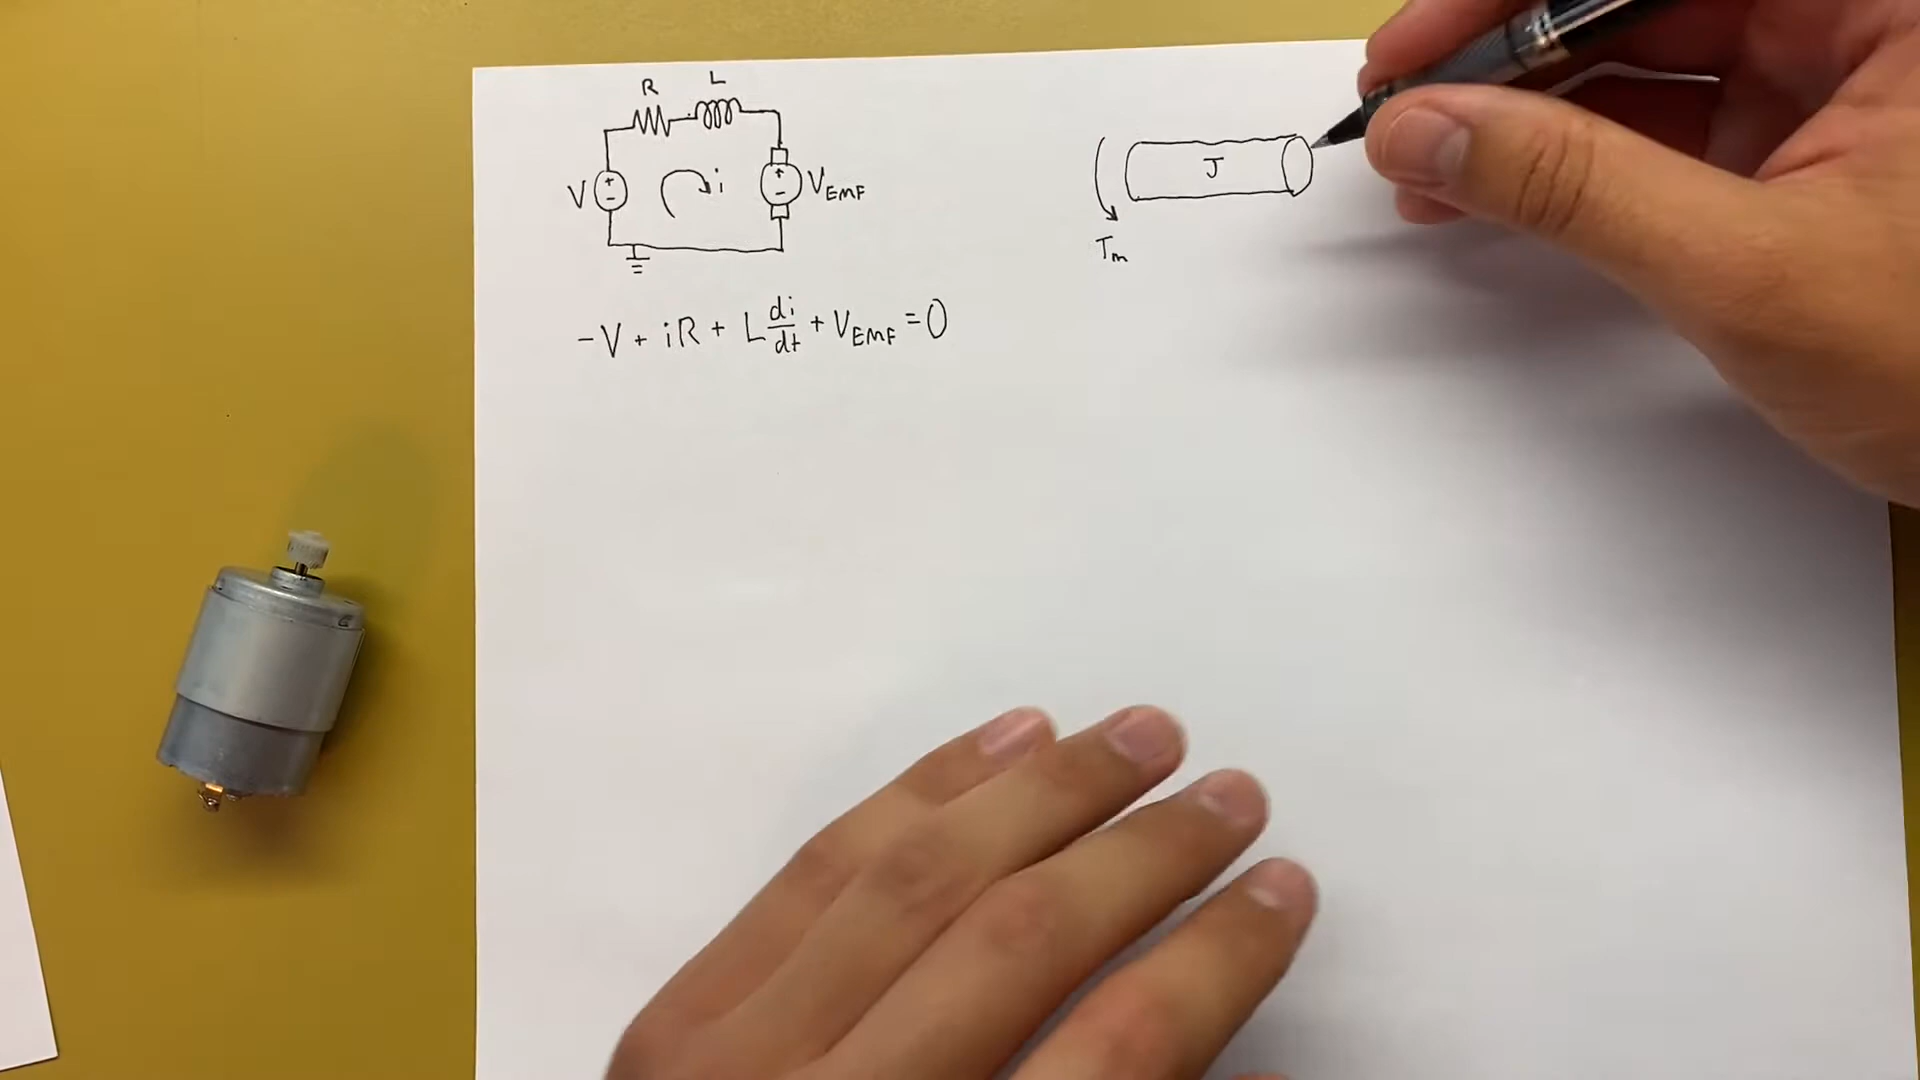 R L
V + - i + - V_EMF
J
T_m
-V + iR + L di/dt + V_EMF = 0